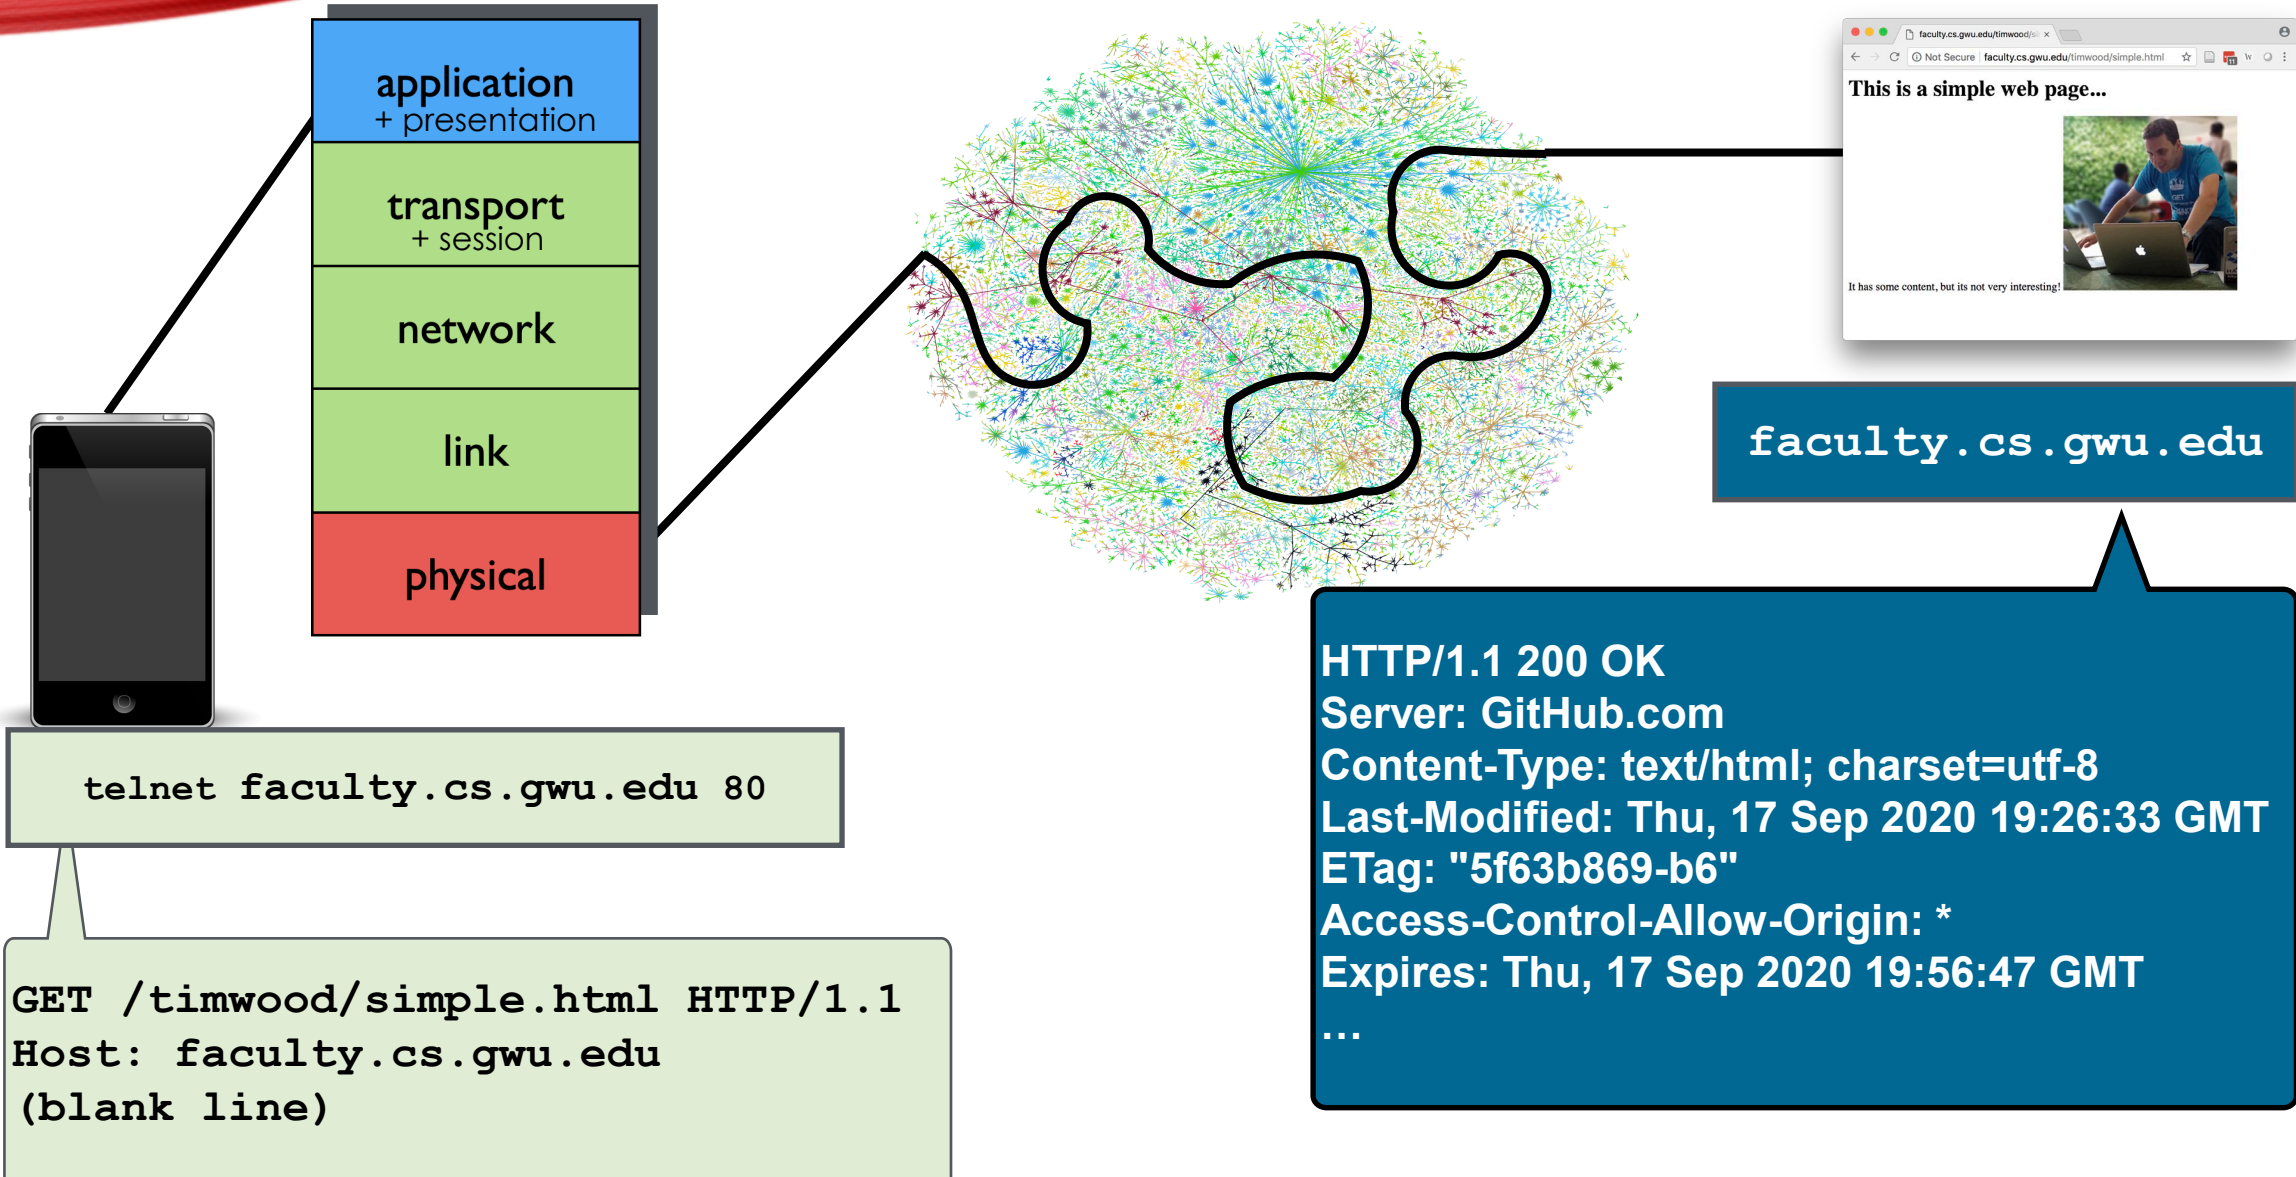 application
+ presentation
transport
+ session
network
link
physical
faculty.cs.gwu.edu/timwood/si
Not Secure faculty.cs.gwu.edu/timwood/simple.html
This is a simple web page...
It has some content, but its not very interesting!
faculty.cs.gwu.edu
telnet faculty.cs.gwu.edu 80
GET /timwood/simple.html HTTP/1.1
Host: faculty.cs.gwu.edu
(blank line)
HTTP/1.1 200 OK
Server: GitHub.com
Content-Type: text/html; charset=utf-8
Last-Modified: Thu, 17 Sep 2020 19:26:33 GMT
ETag: "5f63b869-b6"
Access-Control-Allow-Origin: *
Expires: Thu, 17 Sep 2020 19:56:47 GMT
…